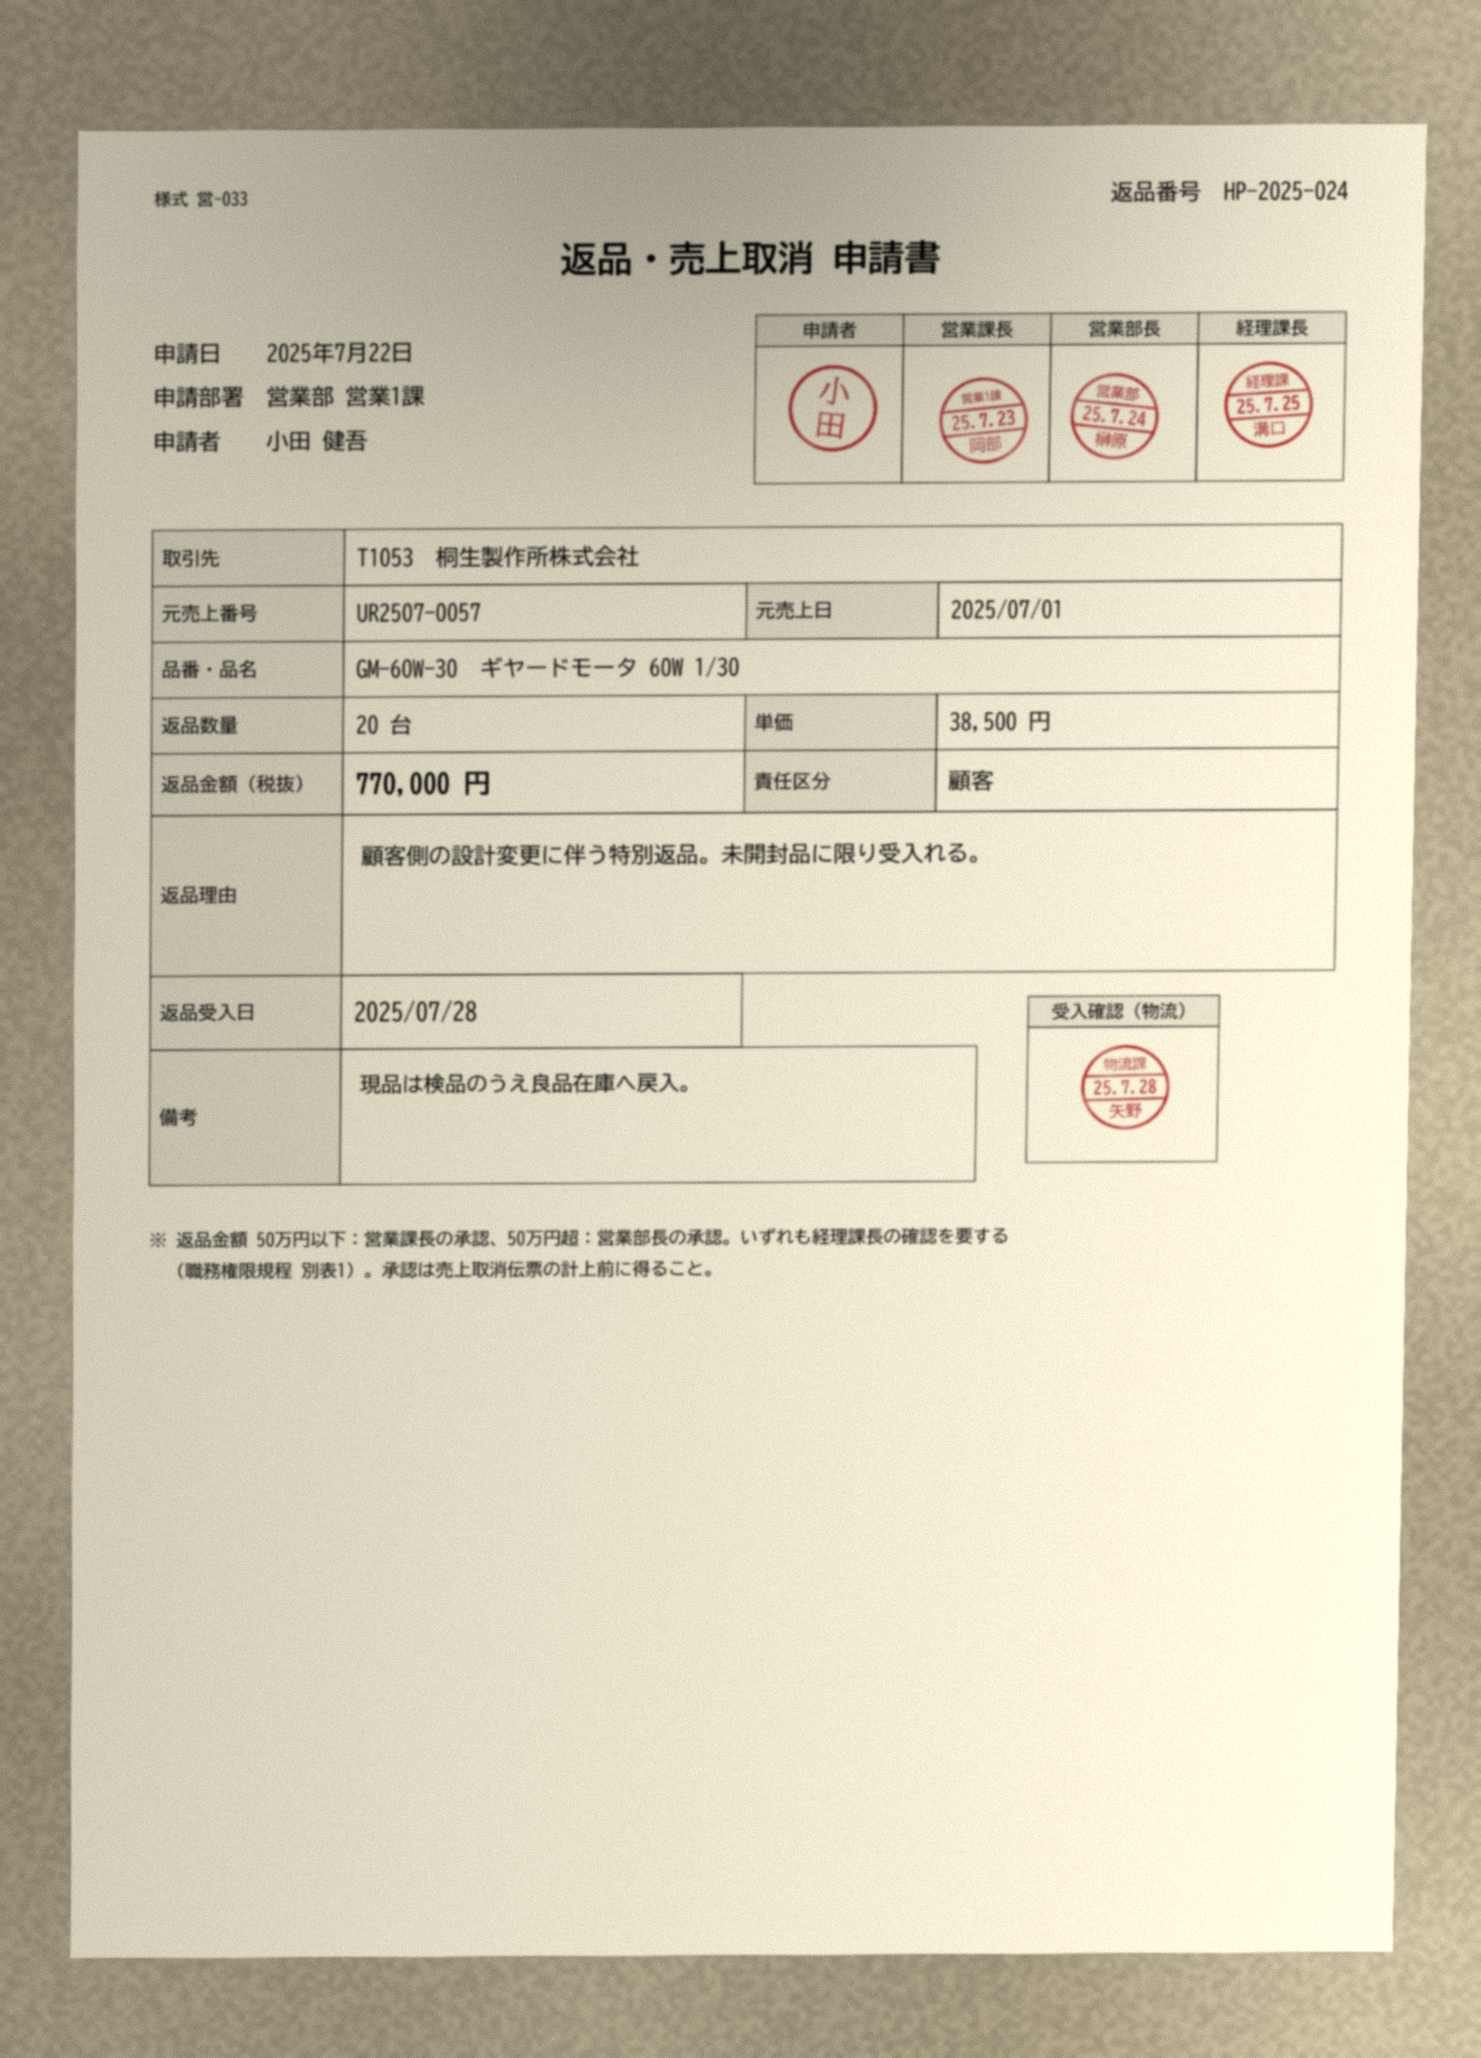 様式 営-033
返品番号 HP-2025-024
返品・売上取消 申請書
申請日 2025年7月22日
申請部署 営業部 営業1課
申請者 小田 健吾
申請者 営業課長 営業部長 経理課長
小田
営業1課 25.7.23 岡部
営業部 25.7.24 榊原
経理課 25.7.25 溝口
取引先 T1053 桐生製作所株式会社
元売上番号 UR2507-0057 元売上日 2025/07/01
品番・品名 GM-60W-30 ギヤードモータ 60W 1/30
返品数量 20 台 単価 38,500 円
返品金額（税抜） 770,000 円 責任区分 顧客
返品理由 顧客側の設計変更に伴う特別返品。未開封品に限り受入れる。
返品受入日 2025/07/28
受入確認（物流）
物流課 25.7.28 矢野
備考 現品は検品のうえ良品在庫へ戻入。
※ 返品金額 50万円以下：営業課長の承認、50万円超：営業部長の承認。いずれも経理課長の確認を要する
（職務権限規程 別表1）。承認は売上取消伝票の計上前に得ること。